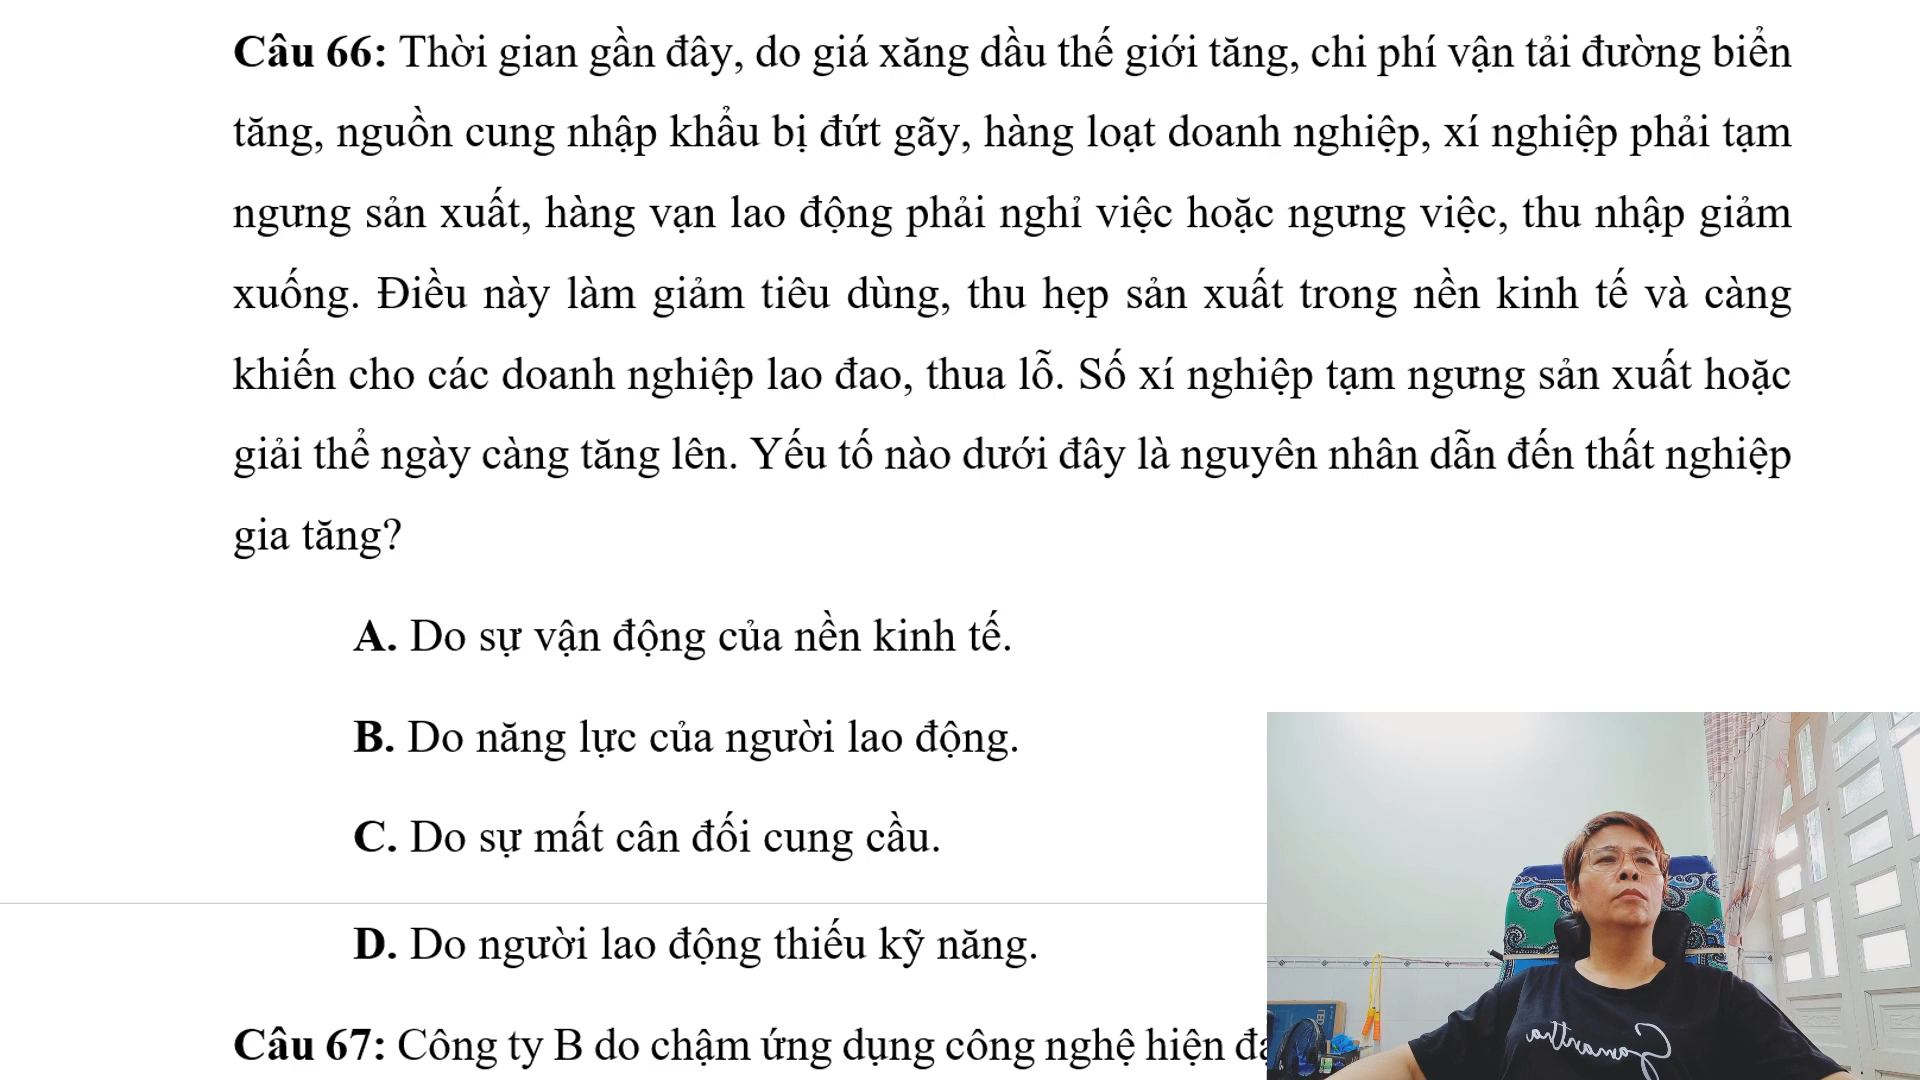 Câu 66: Thời gian gần đây, do giá xăng dầu thế giới tăng, chi phí vận tải đường biển
tăng, nguồn cung nhập khẩu bị đứt gãy, hàng loạt doanh nghiệp, xí nghiệp phải tạm
ngưng sản xuất, hàng vạn lao động phải nghỉ việc hoặc ngưng việc, thu nhập giảm
xuống. Điều này làm giảm tiêu dùng, thu hẹp sản xuất trong nền kinh tế và càng
khiến cho các doanh nghiệp lao đao, thua lỗ. Số xí nghiệp tạm ngưng sản xuất hoặc
giải thể ngày càng tăng lên. Yếu tố nào dưới đây là nguyên nhân dẫn đến thất nghiệp
gia tăng?
A. Do sự vận động của nền kinh tế.
B. Do năng lực của người lao động.
C. Do sự mất cân đối cung cầu.
D. Do người lao động thiếu kỹ năng.
Câu 67: Công ty B do chậm ứng dụng công nghệ hiện
Samantha